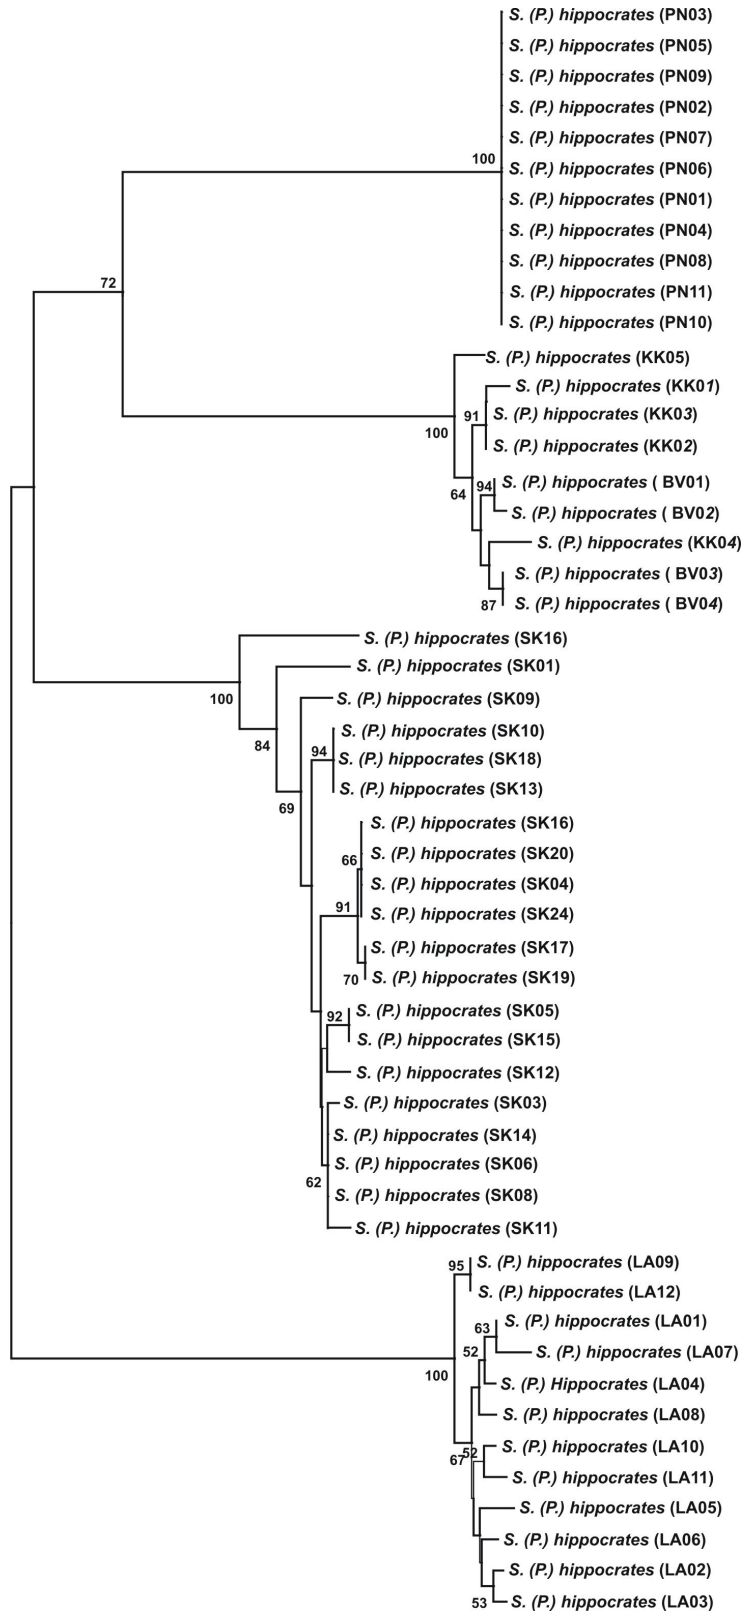 S. (P.) hippocrates (PN03)
S. (P.) hippocrates (PN05)
S. (P.) hippocrates (PN09)
S. (P.) hippocrates (PN02)
S. (P.) hippocrates (PN07)
100
S. (P.) hippocrates (PN06)
S. (P.) hippocrates (PN01)
S. (P.) hippocrates (PN04)
S. (P.) hippocrates (PN08)
72
S. (P.) hippocrates (PN11)
S. (P.) hippocrates (PN10)
S. (P.) hippocrates (KK05)
S. (P.) hippocrates (KK01)
91
S. (P.) hippocrates (KK03)
100
S. (P.) hippocrates (KK02)
S. (P.) hippocrates ( BV01)
94
64
S. (P.) hippocrates ( BV02)
S. (P.) hippocrates (KK04)
S. (P.) hippocrates ( BV03)
S. (P.) hippocrates ( BV04)
87
S. (P.) hippocrates (SK16)
S. (P.) hippocrates (SK01)
100
S. (P.) hippocrates (SK09)
S. (P.) hippocrates (SK10)
84
94
S. (P.) hippocrates (SK18)
S. (P.) hippocrates (SK13)
69
S. (P.) hippocrates (SK16)
S. (P.) hippocrates (SK20)
66
S. (P.) hippocrates (SK04)
91
S. (P.) hippocrates (SK24)
S. (P.) hippocrates (SK17)
S. (P.) hippocrates (SK19)
70
S. (P.) hippocrates (SK05)
92
S. (P.) hippocrates (SK15)
S. (P.) hippocrates (SK12)
S. (P.) hippocrates (SK03)
S. (P.) hippocrates (SK14)
S. (P.) hippocrates (SK06)
62
S. (P.) hippocrates (SK08)
S. (P.) hippocrates (SK11)
S. (P.) hippocrates (LA09)
95
S. (P.) hippocrates (LA12)
S. (P.) hippocrates (LA01)
63
S. (P.) hippocrates (LA07)
52
100
S. (P.) Hippocrates (LA04)
S. (P.) hippocrates (LA08)
S. (P.) hippocrates (LA10)
52
67
S. (P.) hippocrates (LA11)
S. (P.) hippocrates (LA05)
S. (P.) hippocrates (LA06)
S. (P.) hippocrates (LA02)
S. (P.) hippocrates (LA03)
53